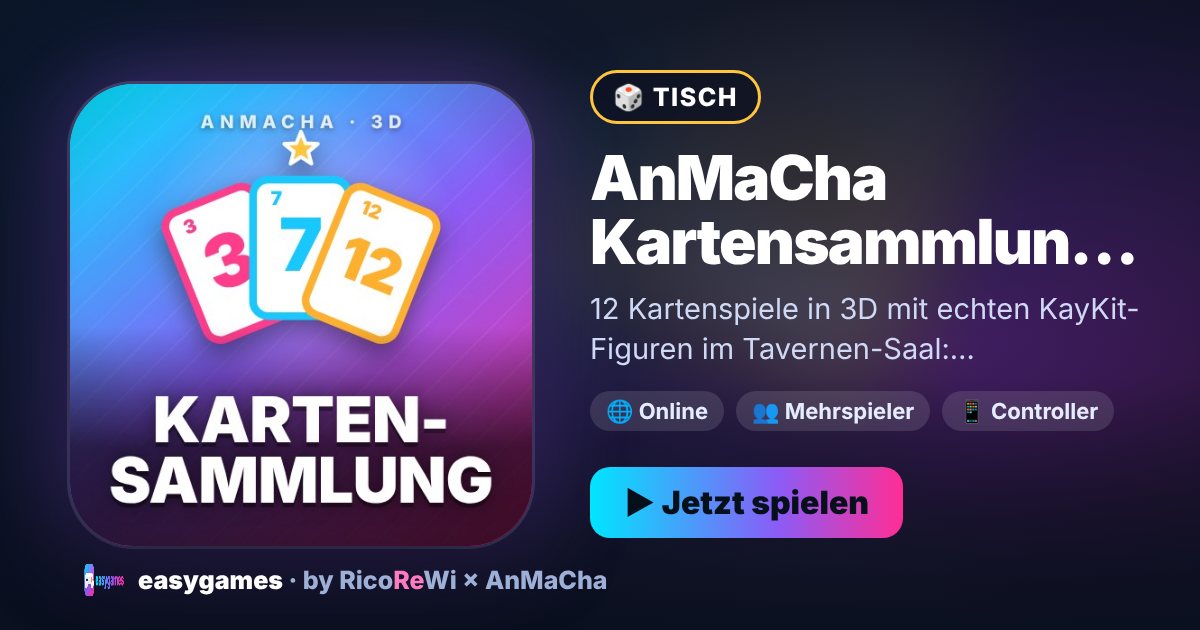 ANMACHA · 3D
3
3
7
7
12
12
KARTEN-
SAMMLUNG
TISCH
AnMaCha
Kartensammlun…
12 Kartenspiele in 3D mit echten KayKit-
Figuren im Tavernen-Saal:…
Online
Mehrspieler
Controller
Jetzt spielen
easygames
easygames · by RicoReWi × AnMaCha